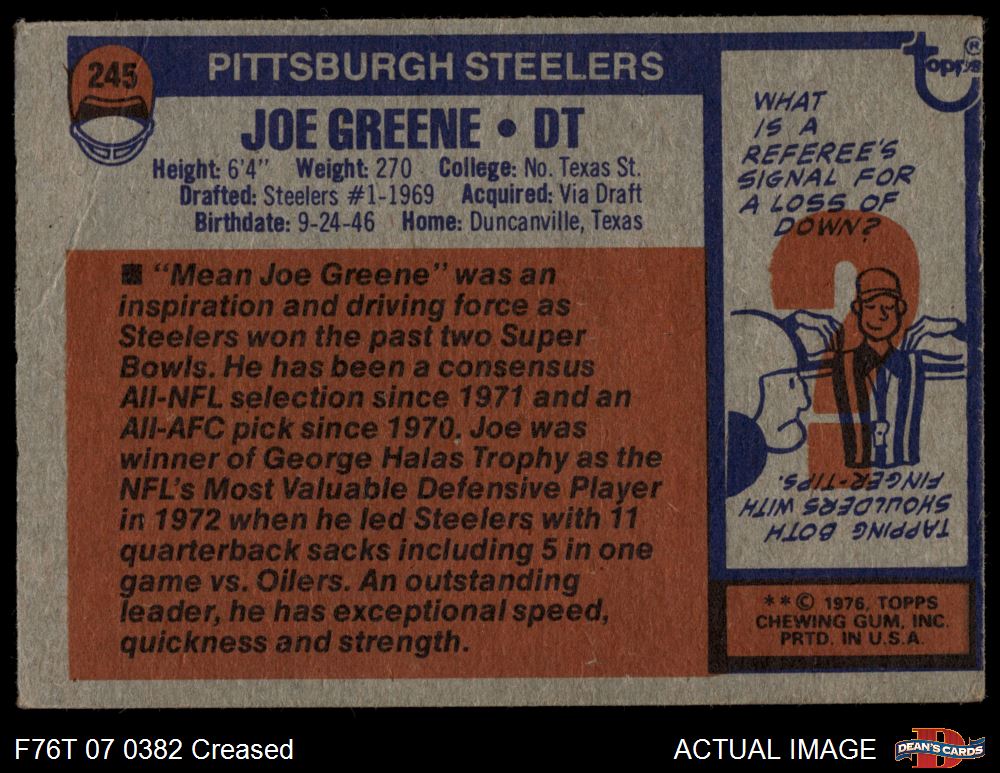 245
PITTSBURGH STEELERS
JOE GREENE • DT
Height: 6'4" Weight: 270 College: No. Texas St.
Drafted: Steelers #1-1969 Acquired: Via Draft
Birthdate: 9-24-46 Home: Duncanville, Texas
■ "Mean Joe Greene" was an
inspiration and driving force as
Steelers won the past two Super
Bowls. He has been a consensus
All-NFL selection since 1971 and an
All-AFC pick since 1970. Joe was
winner of George Halas Trophy as the
NFL's Most Valuable Defensive Player
in 1972 when he led Steelers with 11
quarterback sacks including 5 in one
game vs. Oilers. An outstanding
leader, he has exceptional speed,
quickness and strength.
topps®
WHAT
IS A
REFEREE'S
SIGNAL FOR
A LOSS OF
DOWN?
TAPPING BOTH
SHOULDERS WITH
FINGER-TIPS.
**© 1976, TOPPS
CHEWING GUM, INC.
PRTD. IN U.S.A.
F76T 07 0382 Creased
ACTUAL IMAGE
D
DEAN'S CARDS